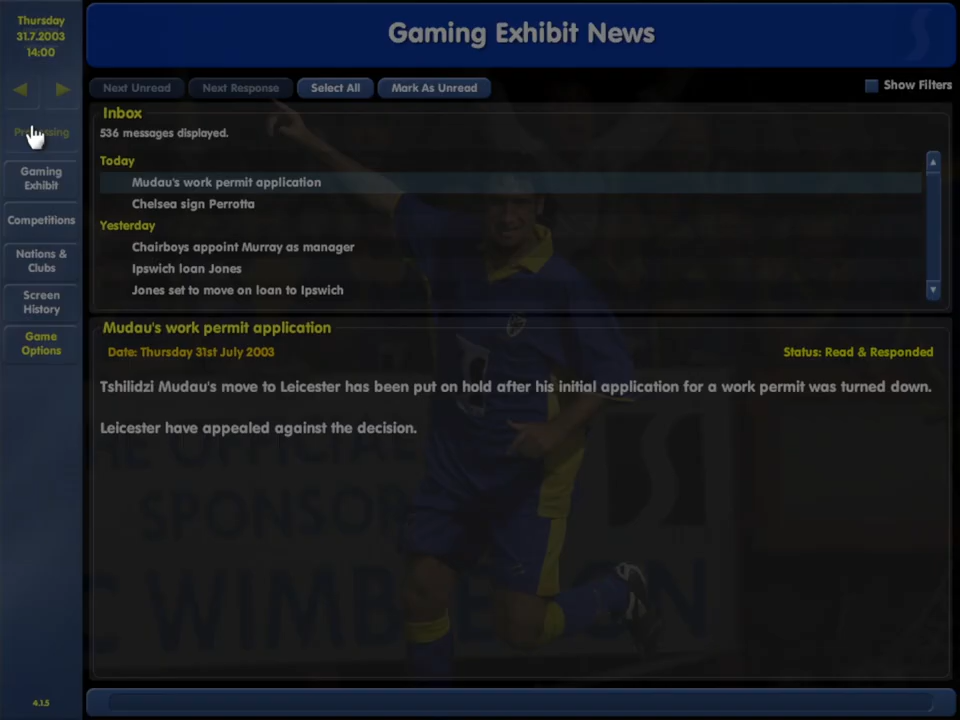 Thursday
31.7.2003
14:00
Processing
Gaming
Exhibit
Competitions
Nations &
Clubs
Screen
History
Game
Options
4.1.5
Gaming Exhibit News
Next Unread
Next Response
Select All
Mark As Unread
Show Filters
Inbox
536 messages displayed.
Today
Mudau's work permit application
Chelsea sign Perrotta
Yesterday
Chairboys appoint Murray as manager
Ipswich loan Jones
Jones set to move on loan to Ipswich
Mudau's work permit application
Date: Thursday 31st July 2003
Status: Read & Responded
Tshilidzi Mudau's move to Leicester has been put on hold after his initial application for a work permit was turned down.
Leicester have appealed against the decision.
HE OFFICIAL
SPONSOR
C WIMBLEDON